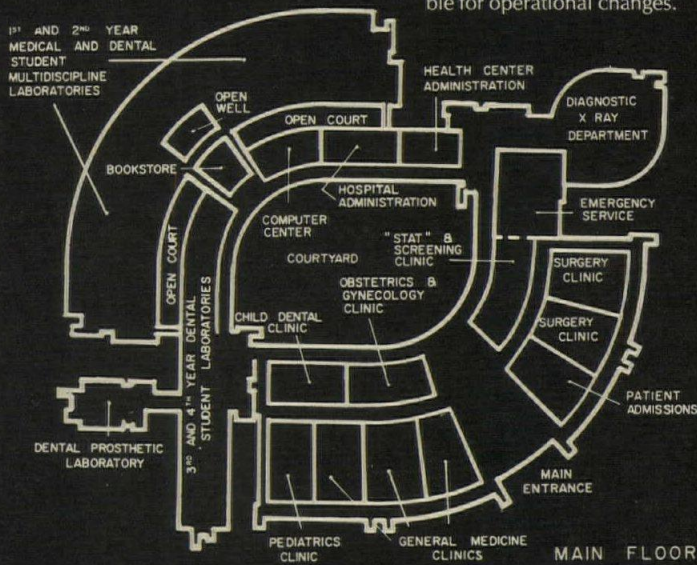 ble for operational changes.
1ST AND 2ND YEAR
MEDICAL AND DENTAL
STUDENT
MULTIDISCIPLINE
LABORATORIES
OPEN
WELL
BOOKSTORE
OPEN COURT
HEALTH CENTER
ADMINISTRATION
DIAGNOSTIC
X RAY
DEPARTMENT
HOSPITAL
ADMINISTRATION
COMPUTER
CENTER
EMERGENCY
SERVICE
"STAT" &
SCREENING
CLINIC
COURTYARD
OPEN COURT
SURGERY
CLINIC
OBSTETRICS &
GYNECOLOGY
CLINIC
CHILD DENTAL
CLINIC
SURGERY
CLINIC
3RD AND 4TH YEAR DENTAL
STUDENT LABORATORIES
PATIENT
ADMISSIONS
DENTAL PROSTHETIC
LABORATORY
MAIN
ENTRANCE
PEDIATRICS
CLINIC
GENERAL MEDICINE
CLINICS
MAIN FLOOR